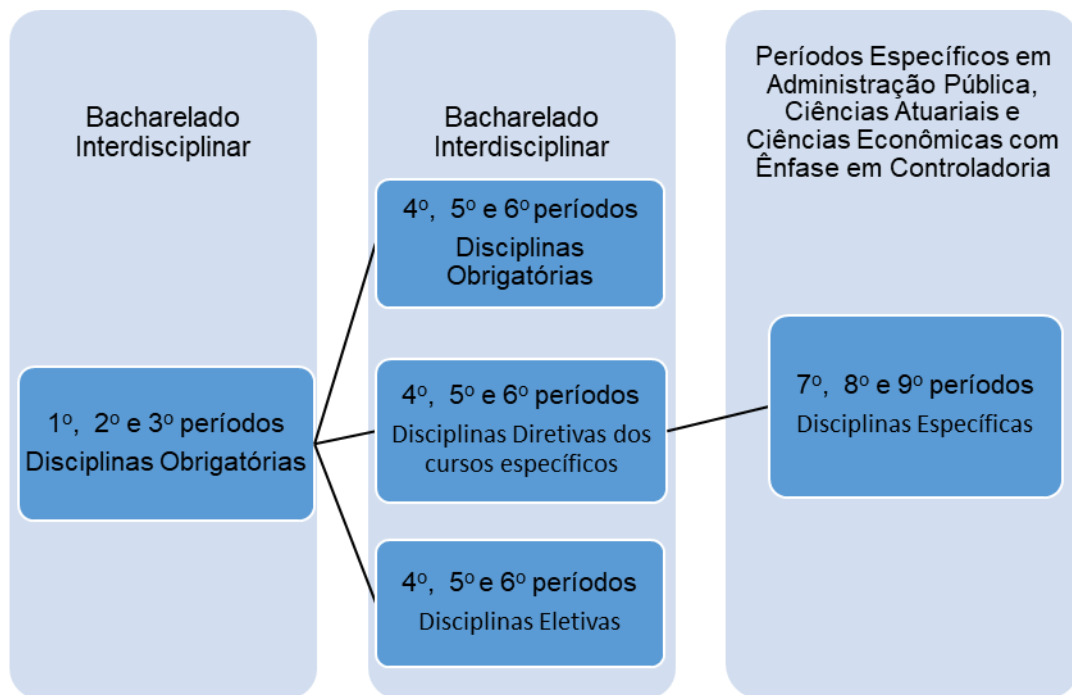 Bacharelado
Interdisciplinar
1º, 2º e 3º períodos
Disciplinas Obrigatórias
Bacharelado
Interdisciplinar
4º, 5º e 6º períodos
Disciplinas
Obrigatórias
4º, 5º e 6º períodos
Disciplinas Diretivas dos
cursos específicos
4º, 5º e 6º períodos
Disciplinas Eletivas
Períodos Específicos em
Administração Pública,
Ciências Atuariais e
Ciências Econômicas com
Ênfase em Controladoria
7º, 8º e 9º períodos
Disciplinas Específicas